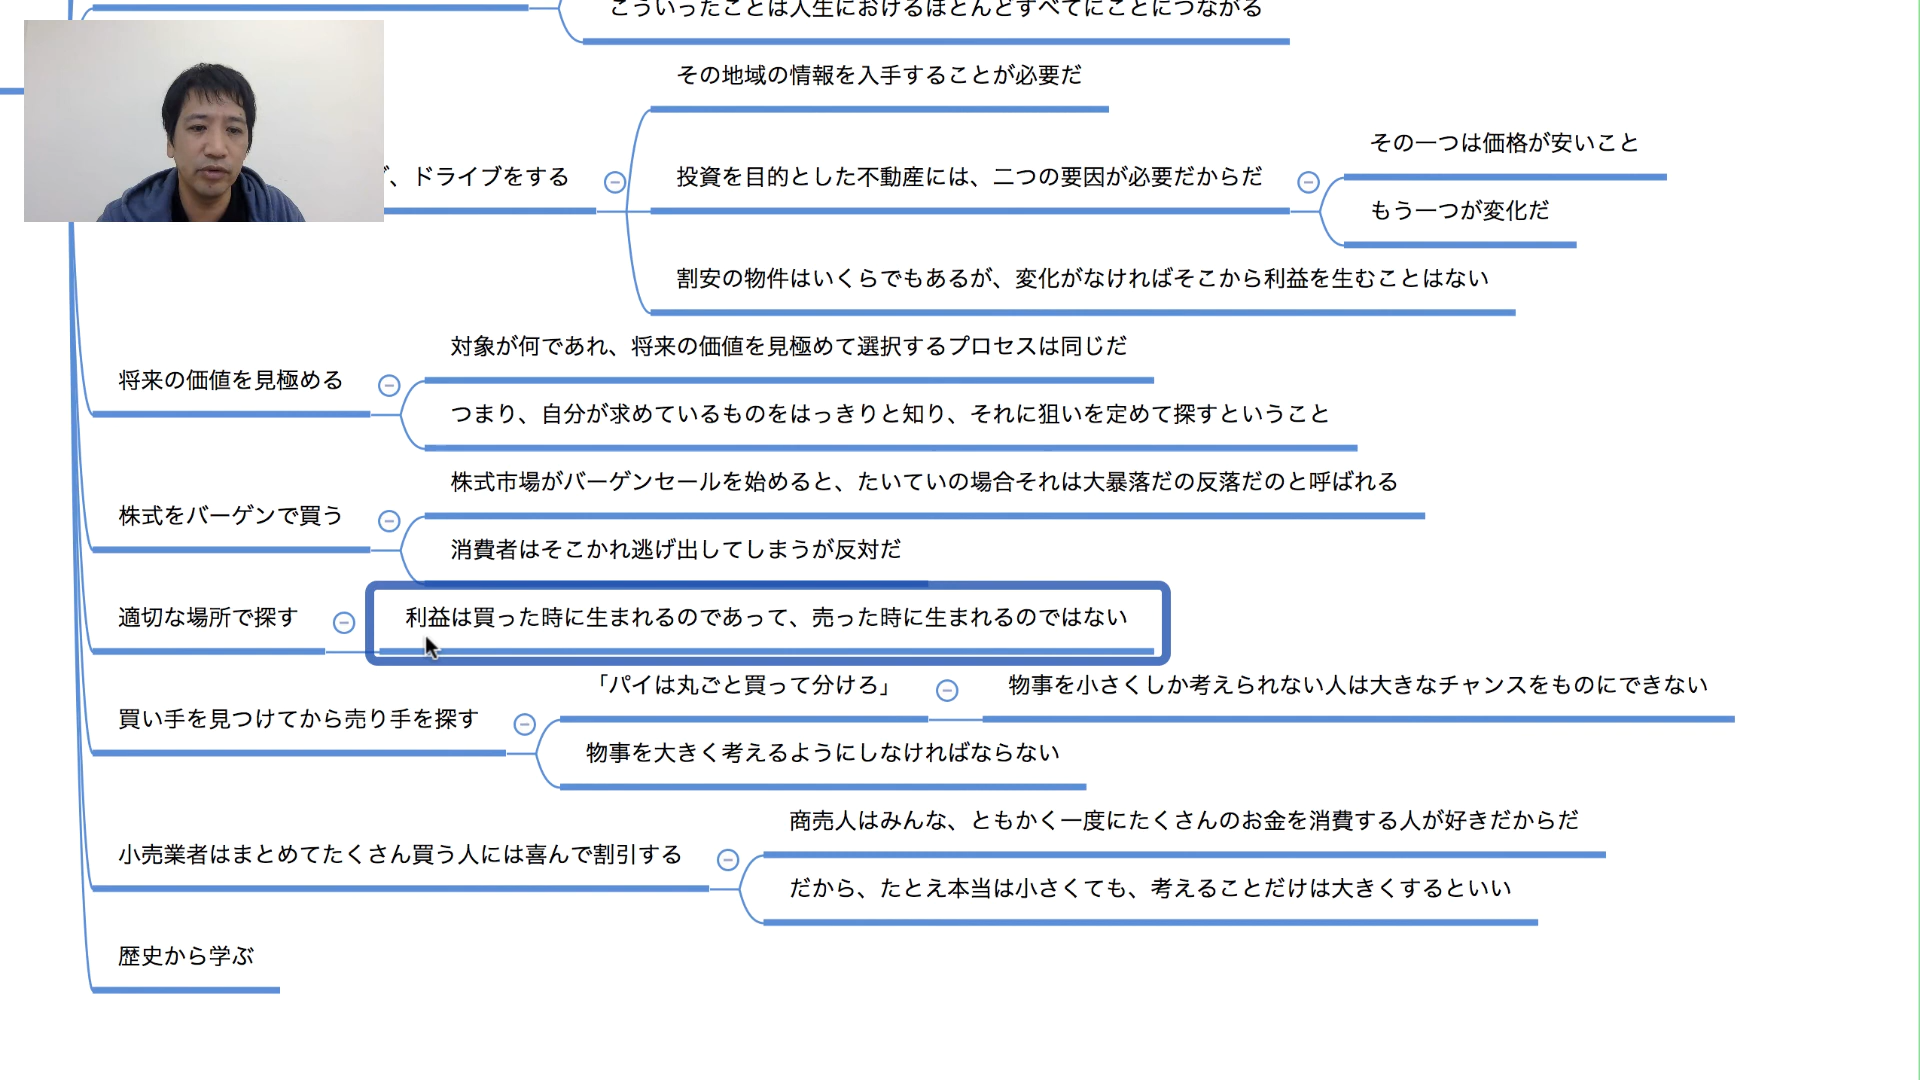 こういったことは人生におけるほとんどすべてにことにつながる
その地域の情報を入手することが必要だ
その一つは価格が安いこと
、ドライブをする
投資を目的とした不動産には、二つの要因が必要だからだ
もう一つが変化だ
割安の物件はいくらでもあるが、変化がなければそこから利益を生むことはない
対象が何であれ、将来の価値を見極めて選択するプロセスは同じだ
将来の価値を見極める
つまり、自分が求めているものをはっきりと知り、それに狙いを定めて探すということ
株式市場がバーゲンセールを始めると、たいていの場合それは大暴落だの反落だのと呼ばれる
株式をバーゲンで買う
消費者はそこかれ逃げ出してしまうが反対だ
適切な場所で探す
利益は買った時に生まれるのであって、売った時に生まれるのではない
「パイは丸ごと買って分けろ」
物事を小さくしか考えられない人は大きなチャンスをものにできない
買い手を見つけてから売り手を探す
物事を大きく考えるようにしなければならない
商売人はみんな、ともかく一度にたくさんのお金を消費する人が好きだからだ
小売業者はまとめてたくさん買う人には喜んで割引する
だから、たとえ本当は小さくても、考えることだけは大きくするといい
歴史から学ぶ